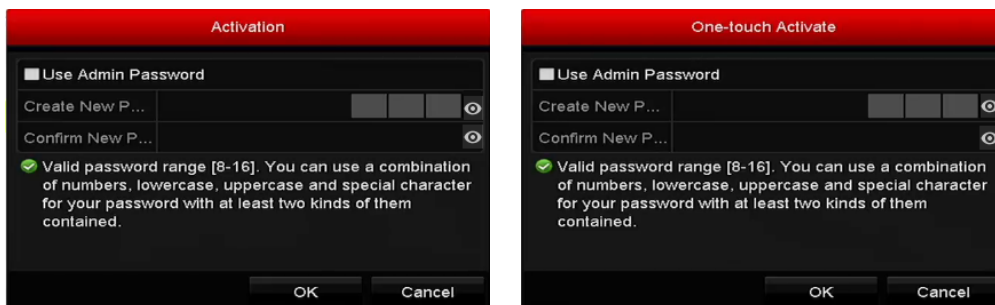 Activation
Use Admin Password
Create New P...
Confirm New P...
Valid password range [8-16]. You can use a combination
of numbers, lowercase, uppercase and special character
for your password with at least two kinds of them
contained.
OK
Cancel
One-touch Activate
Use Admin Password
Create New P...
Confirm New P...
Valid password range [8-16]. You can use a combination
of numbers, lowercase, uppercase and special character
for your password with at least two kinds of them
contained.
OK
Cancel